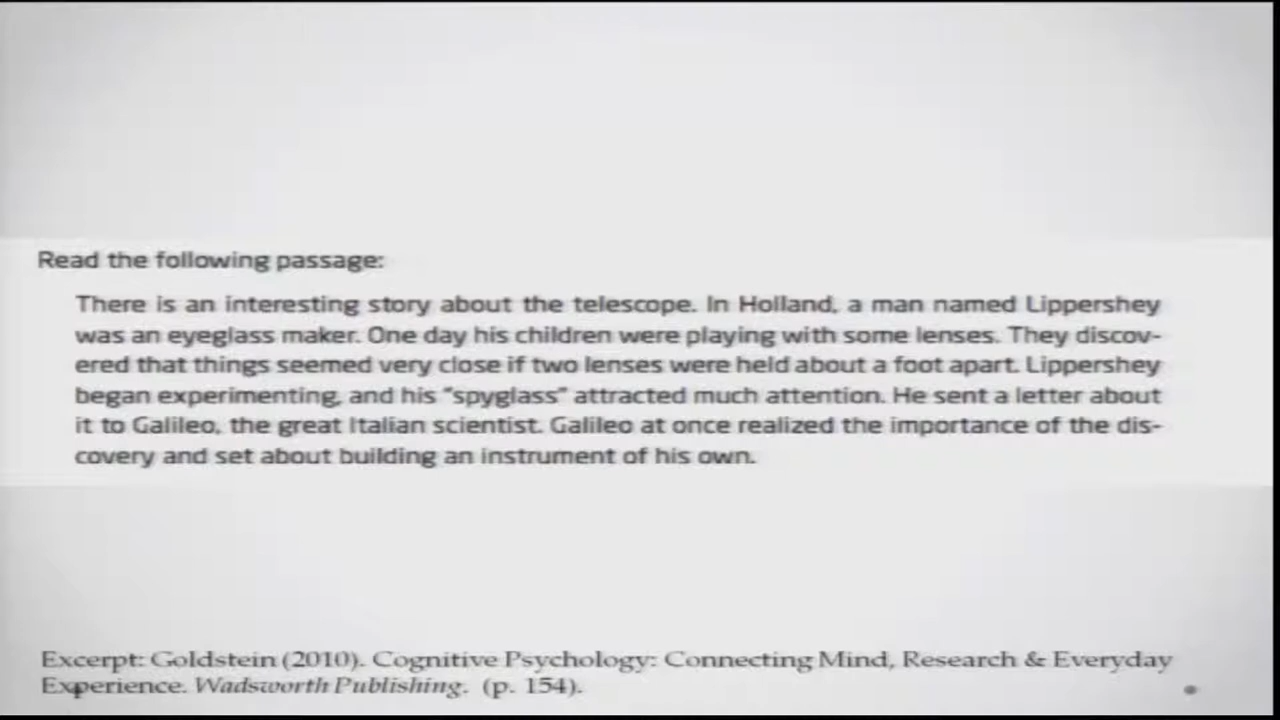 Read the following passage:
There is an interesting story about the telescope. In Holland, a man named Lippershey
was an eyeglass maker. One day his children were playing with some lenses. They discov-
ered that things seemed very close if two lenses were held about a foot apart. Lippershey
began experimenting, and his "spyglass" attracted much attention. He sent a letter about
it to Galileo, the great Italian scientist. Galileo at once realized the importance of the dis-
covery and set about building an instrument of his own.
Excerpt: Goldstein (2010). Cognitive Psychology: Connecting Mind, Research & Everyday
Experience. Wadsworth Publishing. (p. 154).